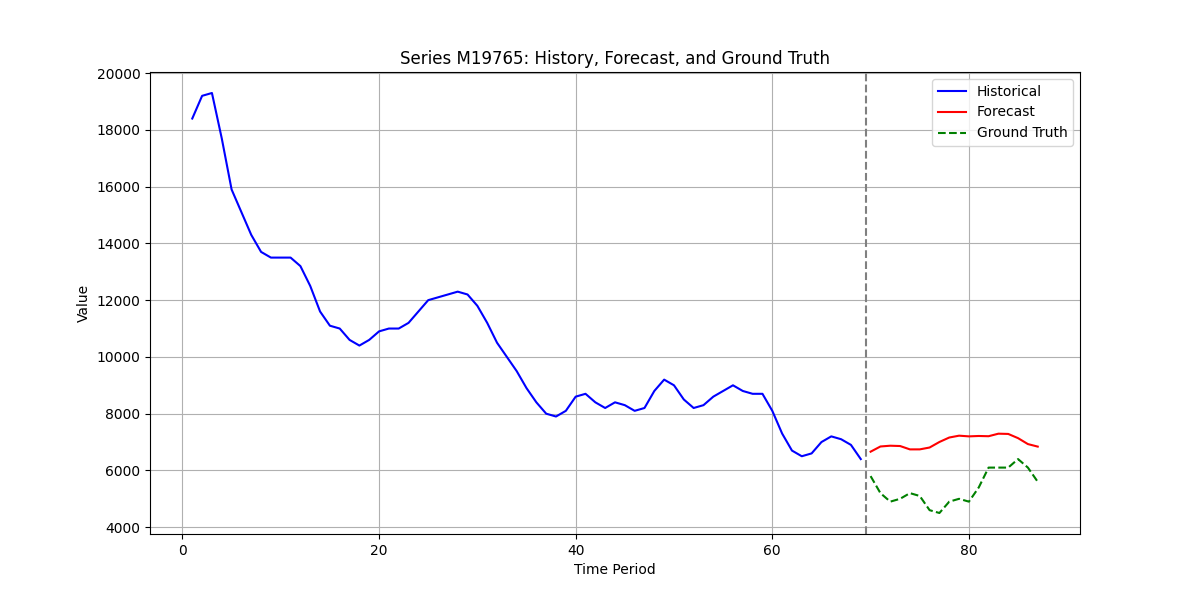 Series M19765: History, Forecast, and Ground Truth
20000
18000
16000
14000
12000
10000
8000
6000
4000
Value
0
20
40
60
80
Time Period
Historical
Forecast
Ground Truth